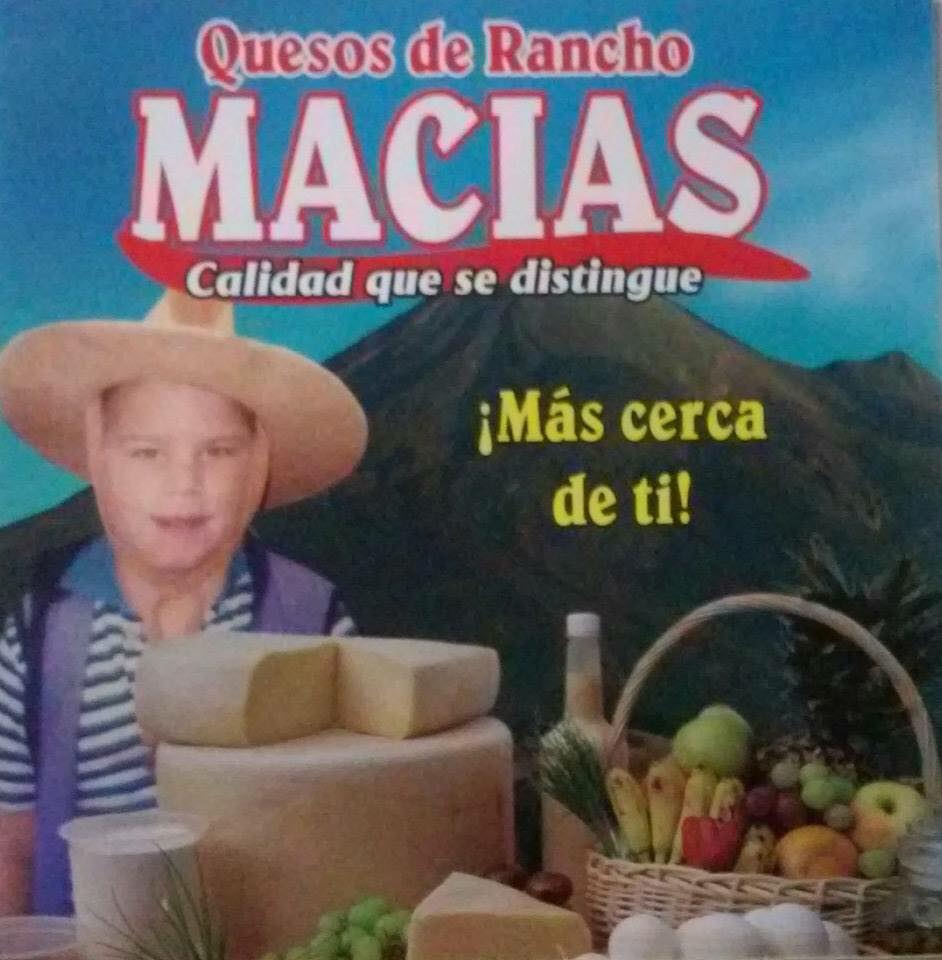 Quesos de Rancho
MACIAS
Calidad que se distingue
¡Más cerca
de ti!